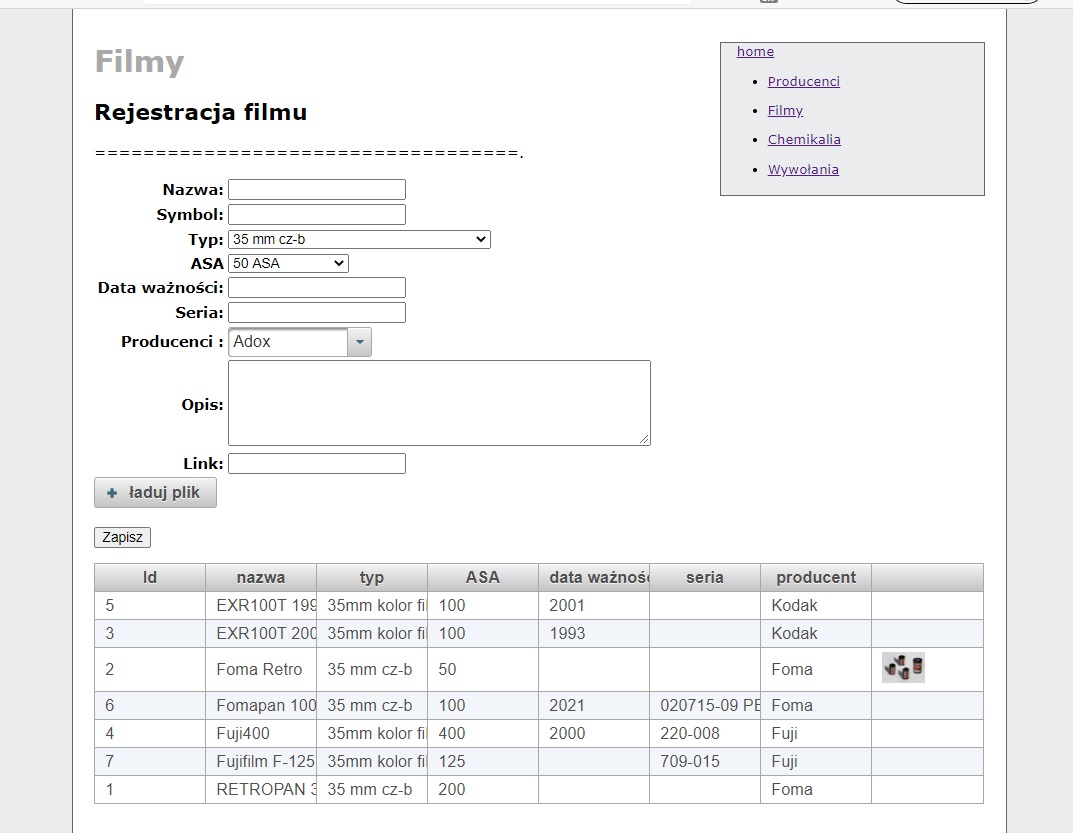 Filmy
home
Producenci
Filmy
Chemikalia
Wywołania
Rejestracja filmu
===================================.
Nazwa:
Symbol:
Typ: 35 mm cz-b
ASA 50 ASA
Data ważności:
Seria:
Producenci : Adox
Opis:
Link:
ładuj plik
Zapisz
Id nazwa typ ASA data ważnoś seria producent
5 EXR100T 199 35mm kolor fil 100 2001 Kodak
3 EXR100T 200 35mm kolor fil 100 1993 Kodak
2 Foma Retro 35 mm cz-b 50 Foma
6 Fomapan 100 35 mm cz-b 100 2021 020715-09 PE Foma
4 Fuji400 35mm kolor fil 400 2000 220-008 Fuji
7 Fujifilm F-125 35mm kolor fil 125 709-015 Fuji
1 RETROPAN 3 35 mm cz-b 200 Foma